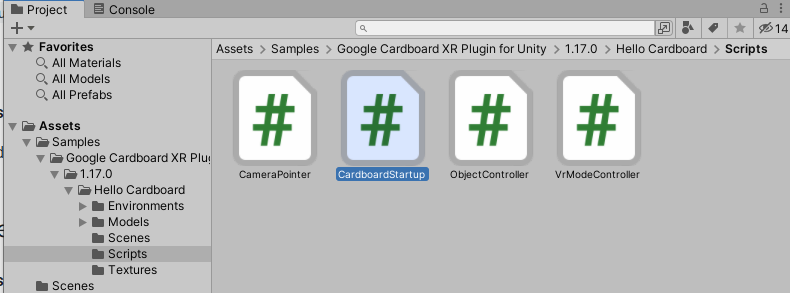 Project
Console
14
Favorites
All Materials
All Models
All Prefabs
Assets
Samples
Google Cardboard XR Plug
1.17.0
Hello Cardboard
Environments
Models
Scenes
Scripts
Textures
Scenes
Assets > Samples > Google Cardboard XR Plugin for Unity > 1.17.0 > Hello Cardboard > Scripts
# # # #
CameraPointer CardboardStartup ObjectController VrModeController